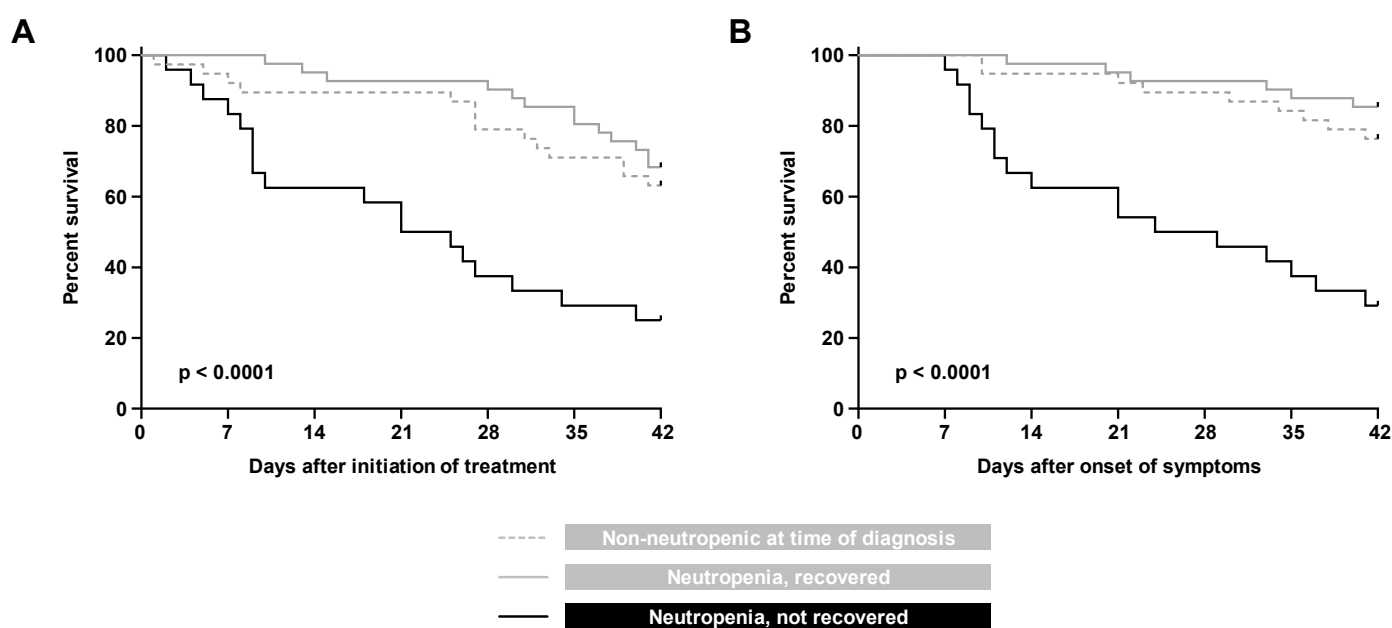 A
B
100
80
60
40
20
0
Percent survival
p < 0.0001
0 7 14 21 28 35 42
Days after initiation of treatment
100
80
60
40
20
0
Percent survival
p < 0.0001
0 7 14 21 28 35 42
Days after onset of symptoms
Non-neutropenic at time of diagnosis
Neutropenia, recovered
Neutropenia, not recovered